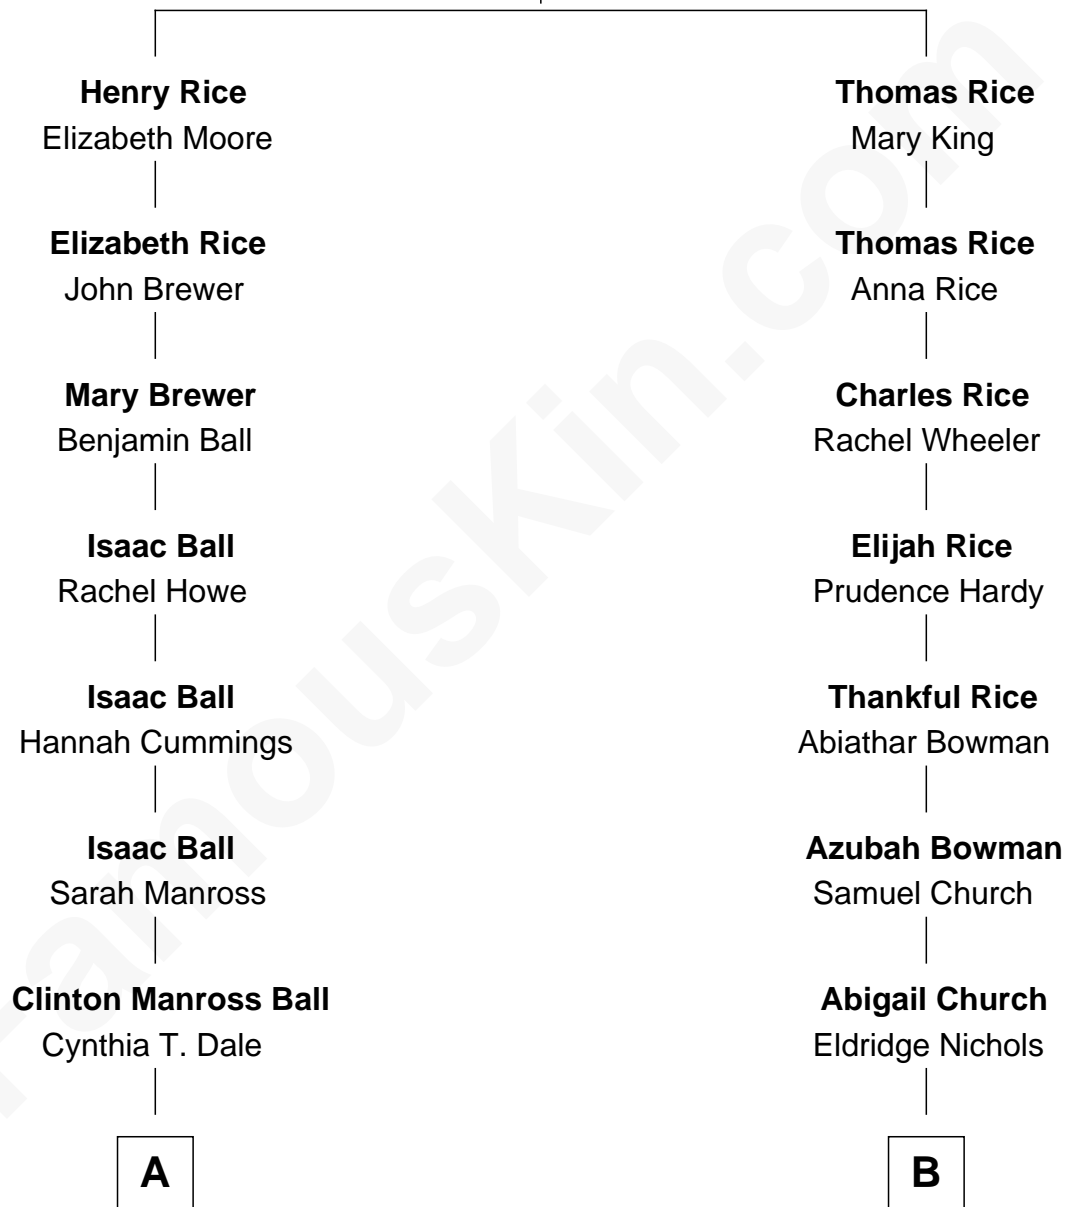 Henry Rice
Elizabeth Moore
Elizabeth Rice
John Brewer
Mary Brewer
Benjamin Ball
Isaac Ball
Rachel Howe
Isaac Ball
Hannah Cummings
Isaac Ball
Sarah Manross
Clinton Manross Ball
Cynthia T. Dale
A
Thomas Rice
Mary King
Thomas Rice
Anna Rice
Charles Rice
Rachel Wheeler
Elijah Rice
Prudence Hardy
Thankful Rice
Abiathar Bowman
Azubah Bowman
Samuel Church
Abigail Church
Eldridge Nichols
B
FamousKin.com